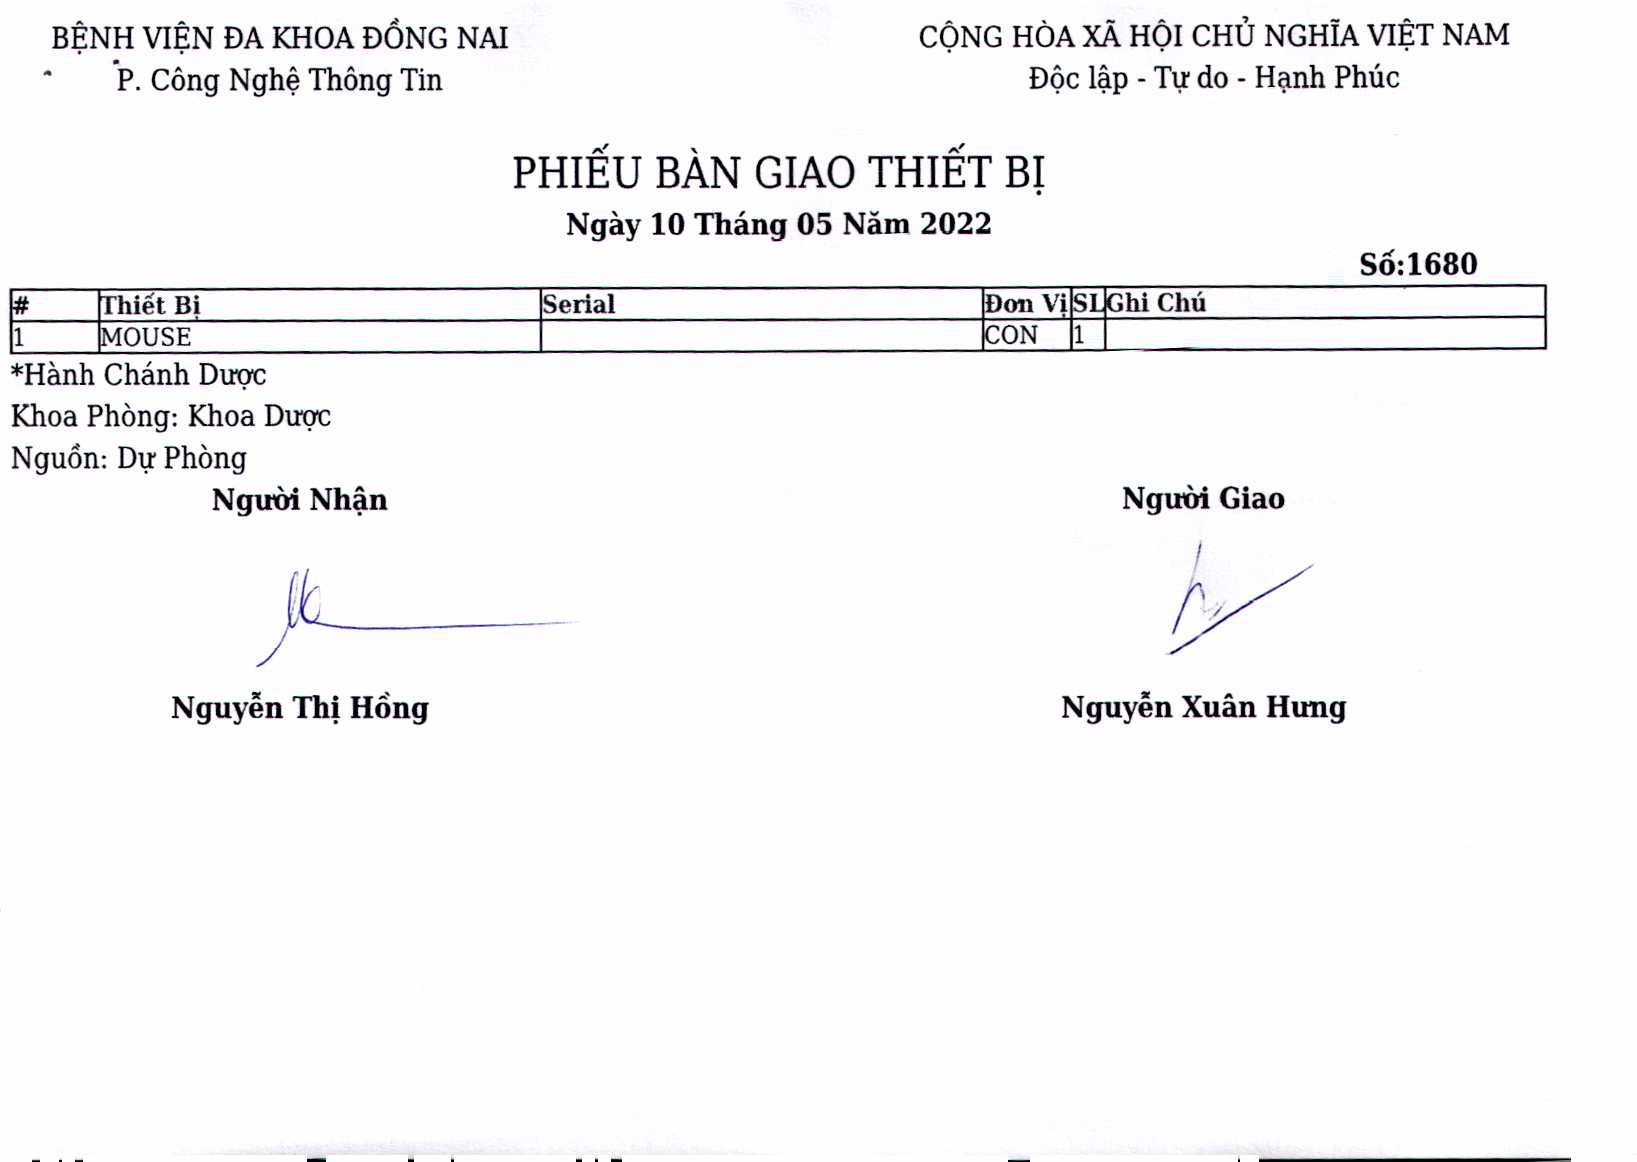 BỆNH VIỆN ĐA KHOA ĐỒNG NAI
P. Công Nghệ Thông Tin
CỘNG HÒA XÃ HỘI CHỦ NGHĨA VIỆT NAM
Độc lập - Tự do - Hạnh Phúc
PHIẾU BÀN GIAO THIẾT BỊ
Ngày 10 Tháng 05 Năm 2022
Số:1680
# Thiết Bị Serial Đơn Vị SL Ghi Chú
1 MOUSE CON 1
*Hành Chánh Dược
Khoa Phòng: Khoa Dược
Nguồn: Dự Phòng
Người Nhận Người Giao
Nguyễn Thị Hồng Nguyễn Xuân Hưng